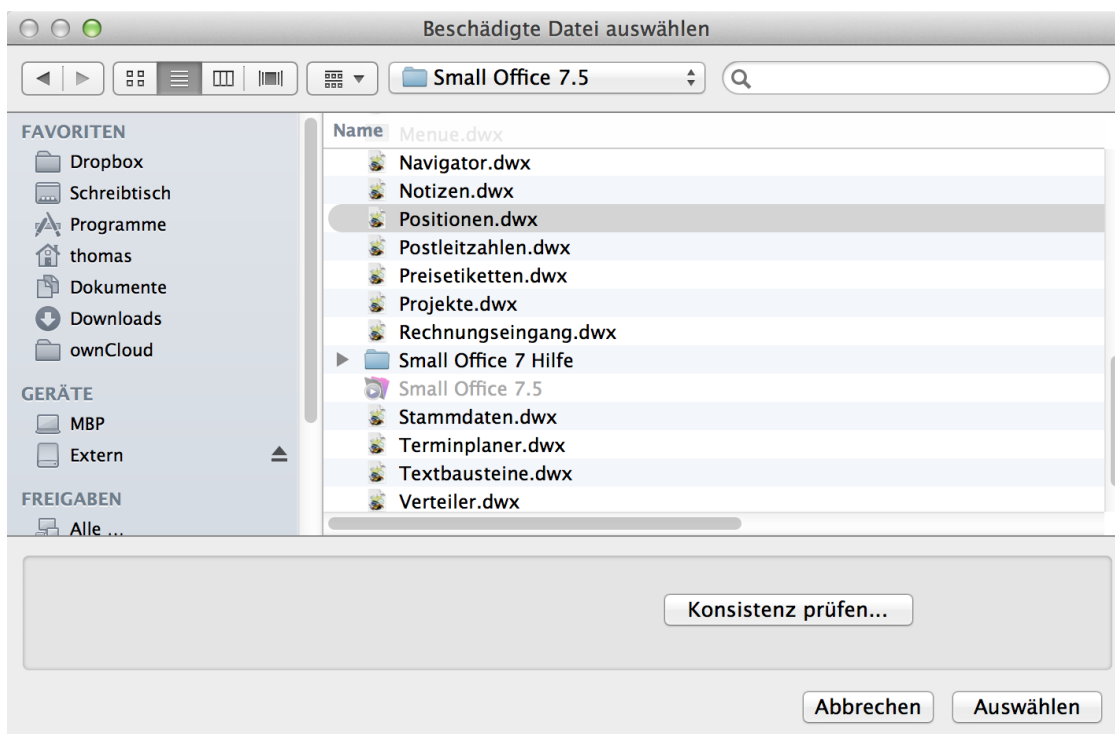 Beschädigte Datei auswählen
Small Office 7.5
FAVORITEN
Dropbox
Schreibtisch
Programme
thomas
Dokumente
Downloads
ownCloud
GERÄTE
MBP
Extern
FREIGABEN
Alle ...
Name
Menue.dwx
Navigator.dwx
Notizen.dwx
Positionen.dwx
Postleitzahlen.dwx
Preisetiketten.dwx
Projekte.dwx
Rechnungseingang.dwx
Small Office 7 Hilfe
Small Office 7.5
Stammdaten.dwx
Terminplaner.dwx
Textbausteine.dwx
Verteiler.dwx
Konsistenz prüfen...
Abbrechen
Auswählen